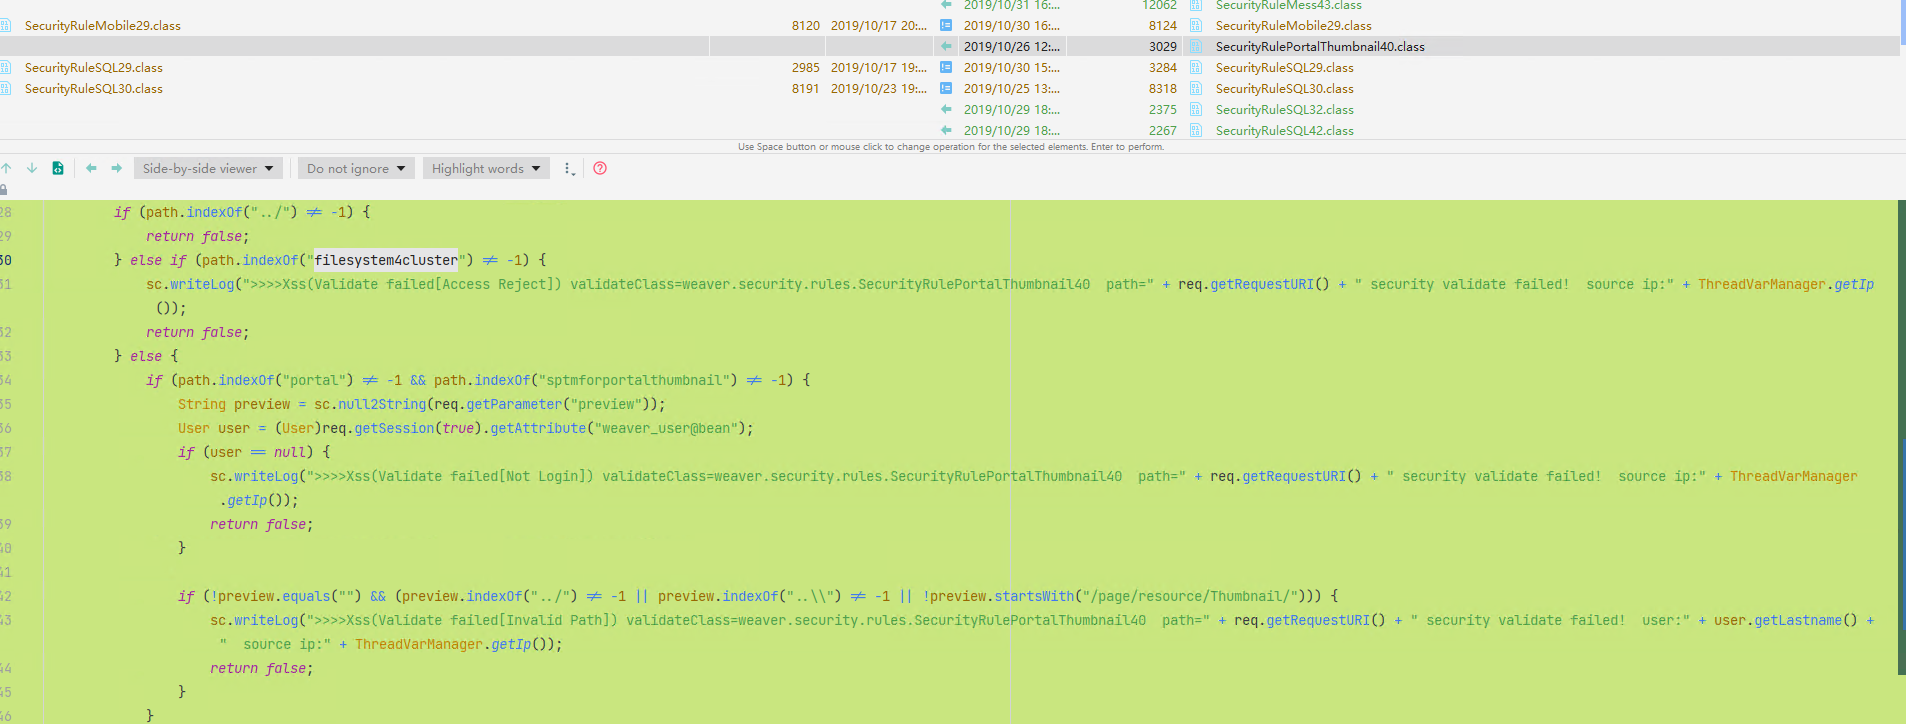 2019/10/31 16:... 12062 SecurityRuleMess43.class
SecurityRuleMobile29.class 8120 2019/10/17 20:... != 2019/10/30 16:... 8124 SecurityRuleMobile29.class
2019/10/26 12:... 3029 SecurityRulePortalThumbnail40.class
SecurityRuleSQL29.class 2985 2019/10/17 19:... != 2019/10/30 15:... 3284 SecurityRuleSQL29.class
SecurityRuleSQL30.class 8191 2019/10/23 19:... != 2019/10/25 13:... 8318 SecurityRuleSQL30.class
2019/10/29 18:... 2375 SecurityRuleSQL32.class
2019/10/29 18:... 2267 SecurityRuleSQL42.class
Use Space button or mouse click to change operation for the selected elements. Enter to perform.
Side-by-side viewer Do not ignore Highlight words
28 if (path.indexOf("../") != -1) {
29 return false;
30 } else if (path.indexOf("filesystem4cluster") != -1) {
31 sc.writeLog(">>>>Xss(Validate failed[Access Reject]) validateClass=weaver.security.rules.SecurityRulePortalThumbnail40  path=" + req.getRequestURI() + " security validate failed!  source ip:" + ThreadVarManager.getIp
());
32 return false;
33 } else {
34 if (path.indexOf("portal") != -1 && path.indexOf("sptmforportalthumbnail") != -1) {
35 String preview = sc.null2String(req.getParameter("preview"));
36 User user = (User)req.getSession(true).getAttribute("weaver_user@bean");
37 if (user == null) {
38 sc.writeLog(">>>>Xss(Validate failed[Not Login]) validateClass=weaver.security.rules.SecurityRulePortalThumbnail40  path=" + req.getRequestURI() + " security validate failed!  source ip:" + ThreadVarManager
.getIp());
39 return false;
40 }
41
42 if (!preview.equals("") && (preview.indexOf("../") != -1 || preview.indexOf("..\\") != -1 || !preview.startsWith("/page/resource/Thumbnail/"))) {
43 sc.writeLog(">>>>Xss(Validate failed[Invalid Path]) validateClass=weaver.security.rules.SecurityRulePortalThumbnail40  path=" + req.getRequestURI() + " security validate failed!  user:" + user.getLastname() +
"  source ip:" + ThreadVarManager.getIp());
44 return false;
45 }
46 }